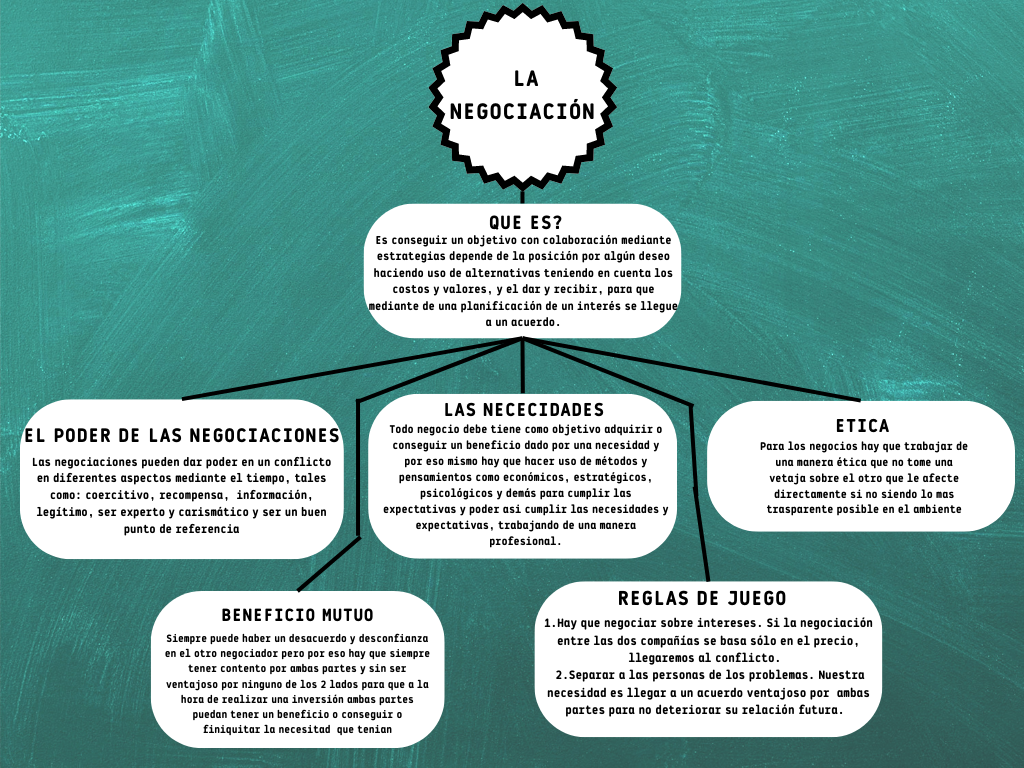 LA
NEGOCIACIÓN
QUE ES?
Es conseguir un objetivo con colaboración mediante
estrategias depende de la posición por algún deseo
haciendo uso de alternativas teniendo en cuenta los
costos y valores, y el dar y recibir, para que
mediante de una planificación de un interés se llegue
a un acuerdo.
EL PODER DE LAS NEGOCIACIONES
Las negociaciones pueden dar poder en un conflicto
en diferentes aspectos mediante el tiempo, tales
como: coercitivo, recompensa, información,
legítimo, ser experto y carismático y ser un buen
punto de referencia
LAS NECECIDADES
Todo negocio debe tiene como objetivo adquirir o
conseguir un beneficio dado por una necesidad y
por eso mismo hay que hacer uso de métodos y
pensamientos como económicos, estratégicos,
psicológicos y demás para cumplir las
expectativas y poder asi cumplir las necesidades y
expectativas, trabajando de una manera
profesional.
ETICA
Para los negocios hay que trabajar de
una manera ética que no tome una
vetaja sobre el otro que le afecte
directamente si no siendo lo mas
trasparente posible en el ambiente
BENEFICIO MUTUO
Siempre puede haber un desacuerdo y desconfianza
en el otro negociador pero por eso hay que siempre
tener contento por ambas partes y sin ser
ventajoso por ninguno de los 2 lados para que a la
hora de realizar una inversión ambas partes
puedan tener un beneficio o conseguir o
finiquitar la necesitad que tenian
REGLAS DE JUEGO
1.Hay que negociar sobre intereses. Si la negociación
entre las dos compañias se basa sólo en el precio,
llegaremos al conflicto.
2.Separar a las personas de los problemas. Nuestra
necesidad es llegar a un acuerdo ventajoso por ambas
partes para no deteriorar su relación futura.